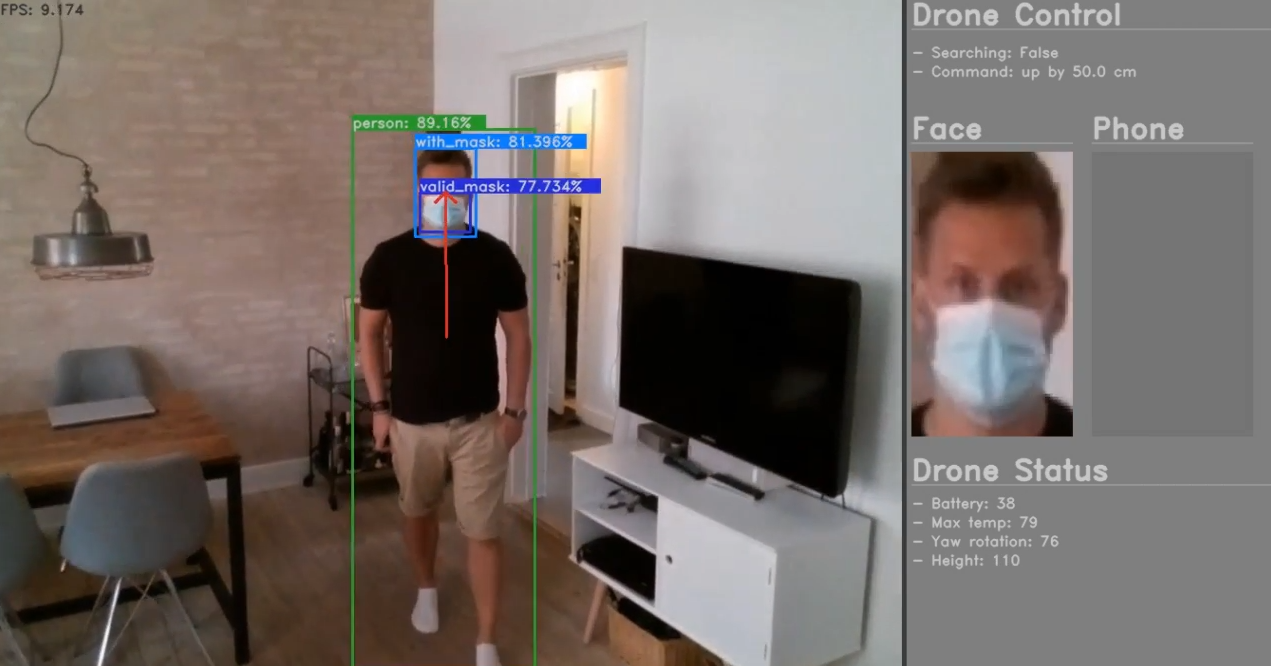 FPS: 9.174
person: 89.16%
with_mask: 81.396%
valid_mask: 77.734%
Drone Control
- Searching: False
- Command: up by 50.0 cm
Face
Phone
Drone Status
- Battery: 38
- Max temp: 79
- Yaw rotation: 76
- Height: 110